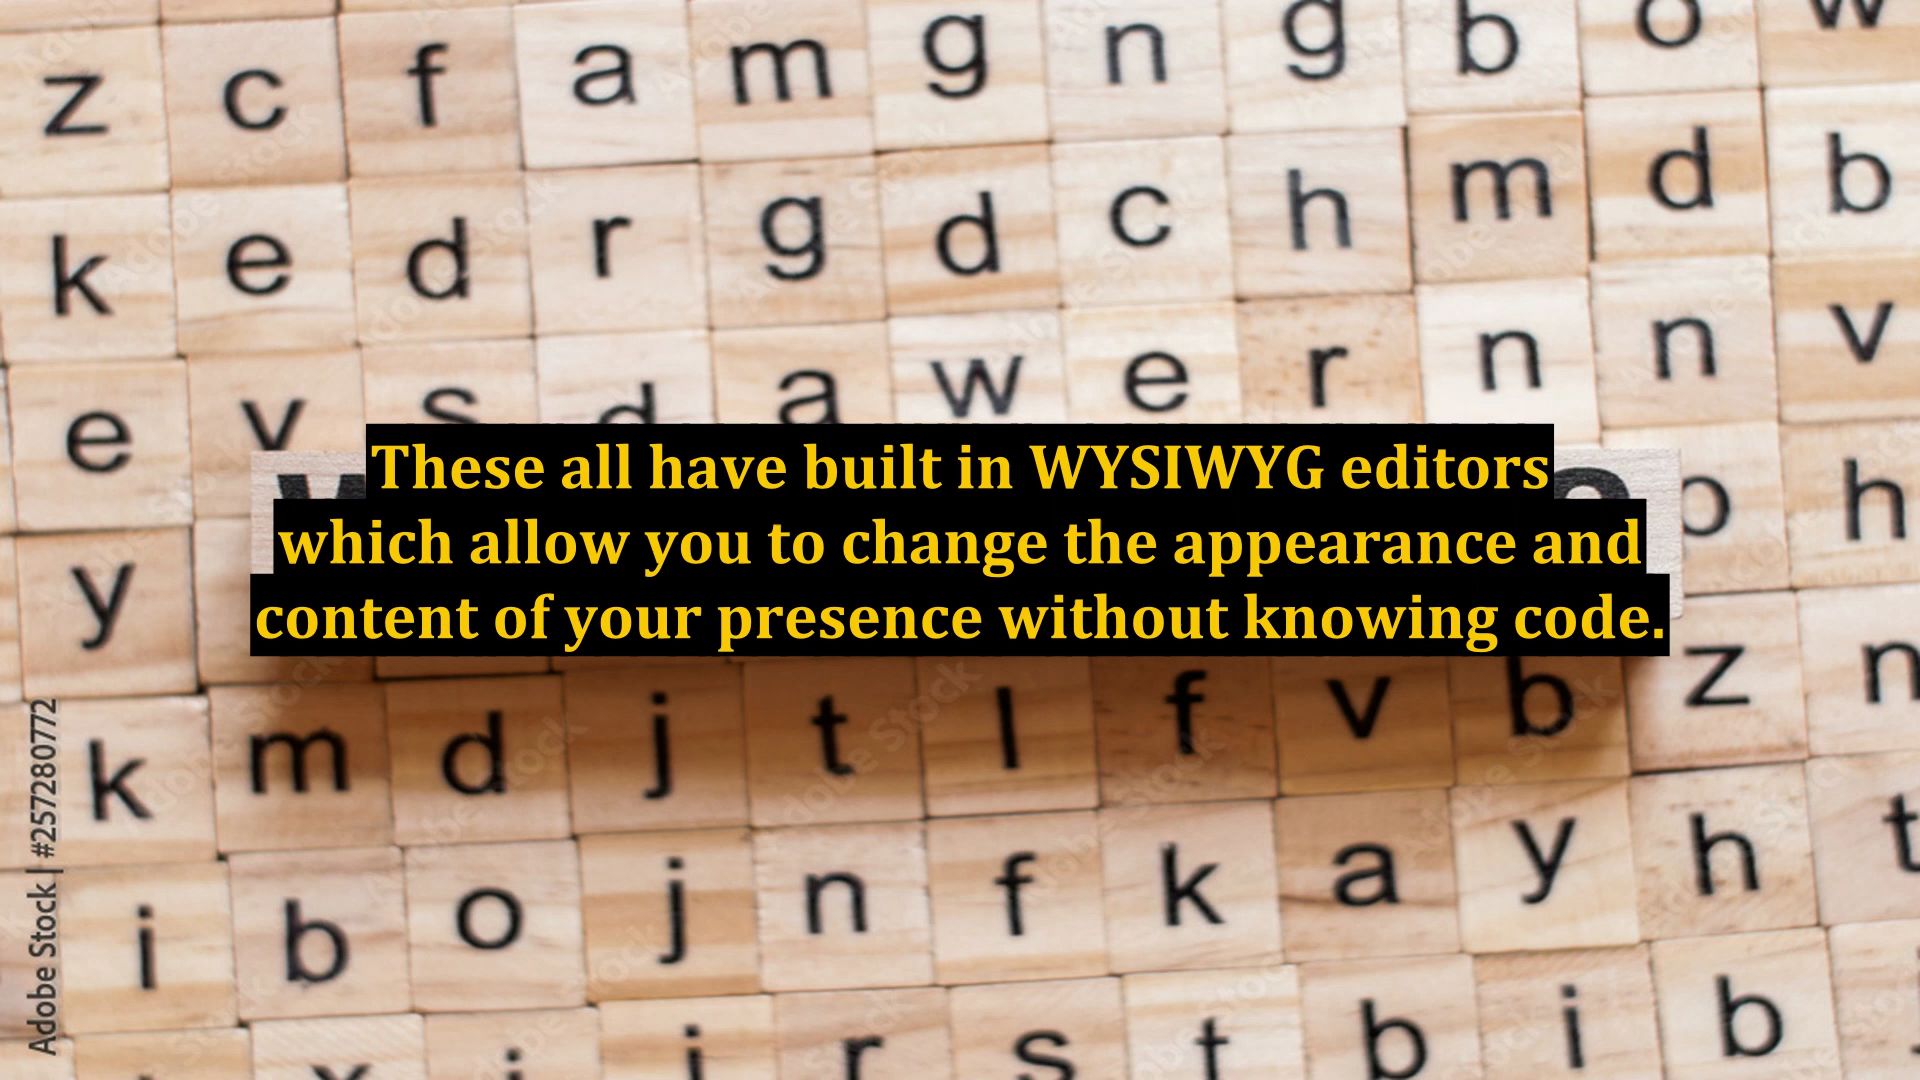 z c f a m g n g b o w
k e d r g d c h m d b
e v s d a w e r n n v
These all have built in WYSIWYG editors
which allow you to change the appearance and
content of your presence without knowing code.
o h
y
z n
k m d j t l f v b
i b o j n f k a y h t
i r s t b i b
Adobe Stock | #257280772